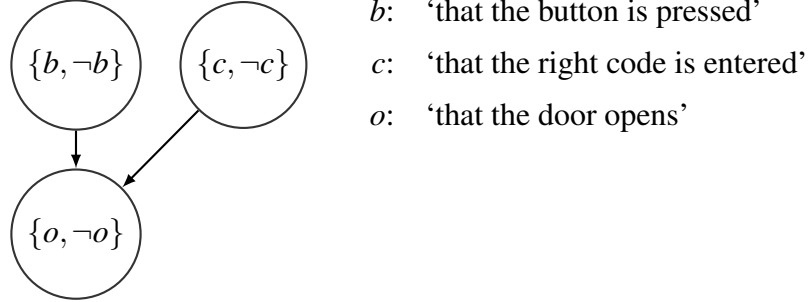 {b, ¬b}
{c, ¬c}
{o, ¬o}
b: ‘that the button is pressed’
c: ‘that the right code is entered’
o: ‘that the door opens’